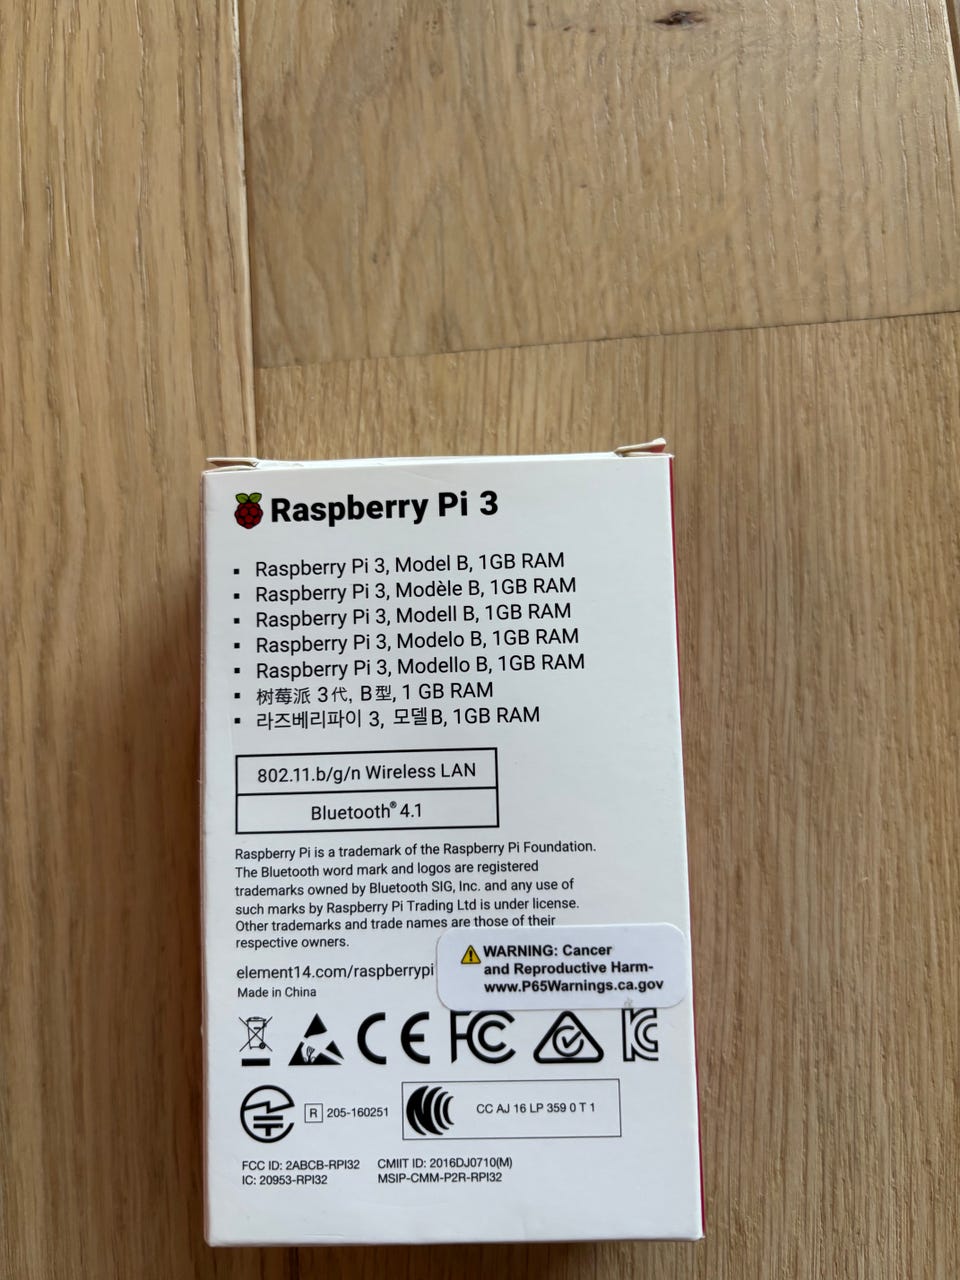 Raspberry Pi 3
Raspberry Pi 3, Model B, 1GB RAM
Raspberry Pi 3, Modèle B, 1GB RAM
Raspberry Pi 3, Modell B, 1GB RAM
Raspberry Pi 3, Modelo B, 1GB RAM
Raspberry Pi 3, Modello B, 1GB RAM
树莓派 3代, B型, 1 GB RAM
라즈베리파이 3, 모델B, 1GB RAM
802.11.b/g/n Wireless LAN
Bluetooth® 4.1
Raspberry Pi is a trademark of the Raspberry Pi Foundation.
The Bluetooth word mark and logos are registered
trademarks owned by Bluetooth SIG, Inc. and any use of
such marks by Raspberry Pi Trading Ltd is under license.
Other trademarks and trade names are those of their
respective owners.
element14.com/raspberrypi
Made in China
WARNING: Cancer
and Reproductive Harm-
www.P65Warnings.ca.gov
CE FC KC
R 205-160251
CC AJ 16 LP 359 0 T 1
FCC ID: 2ABCB-RPI32 CMIIT ID: 2016DJ0710(M)
IC: 20953-RPI32 MSIP-CMM-P2R-RPI32